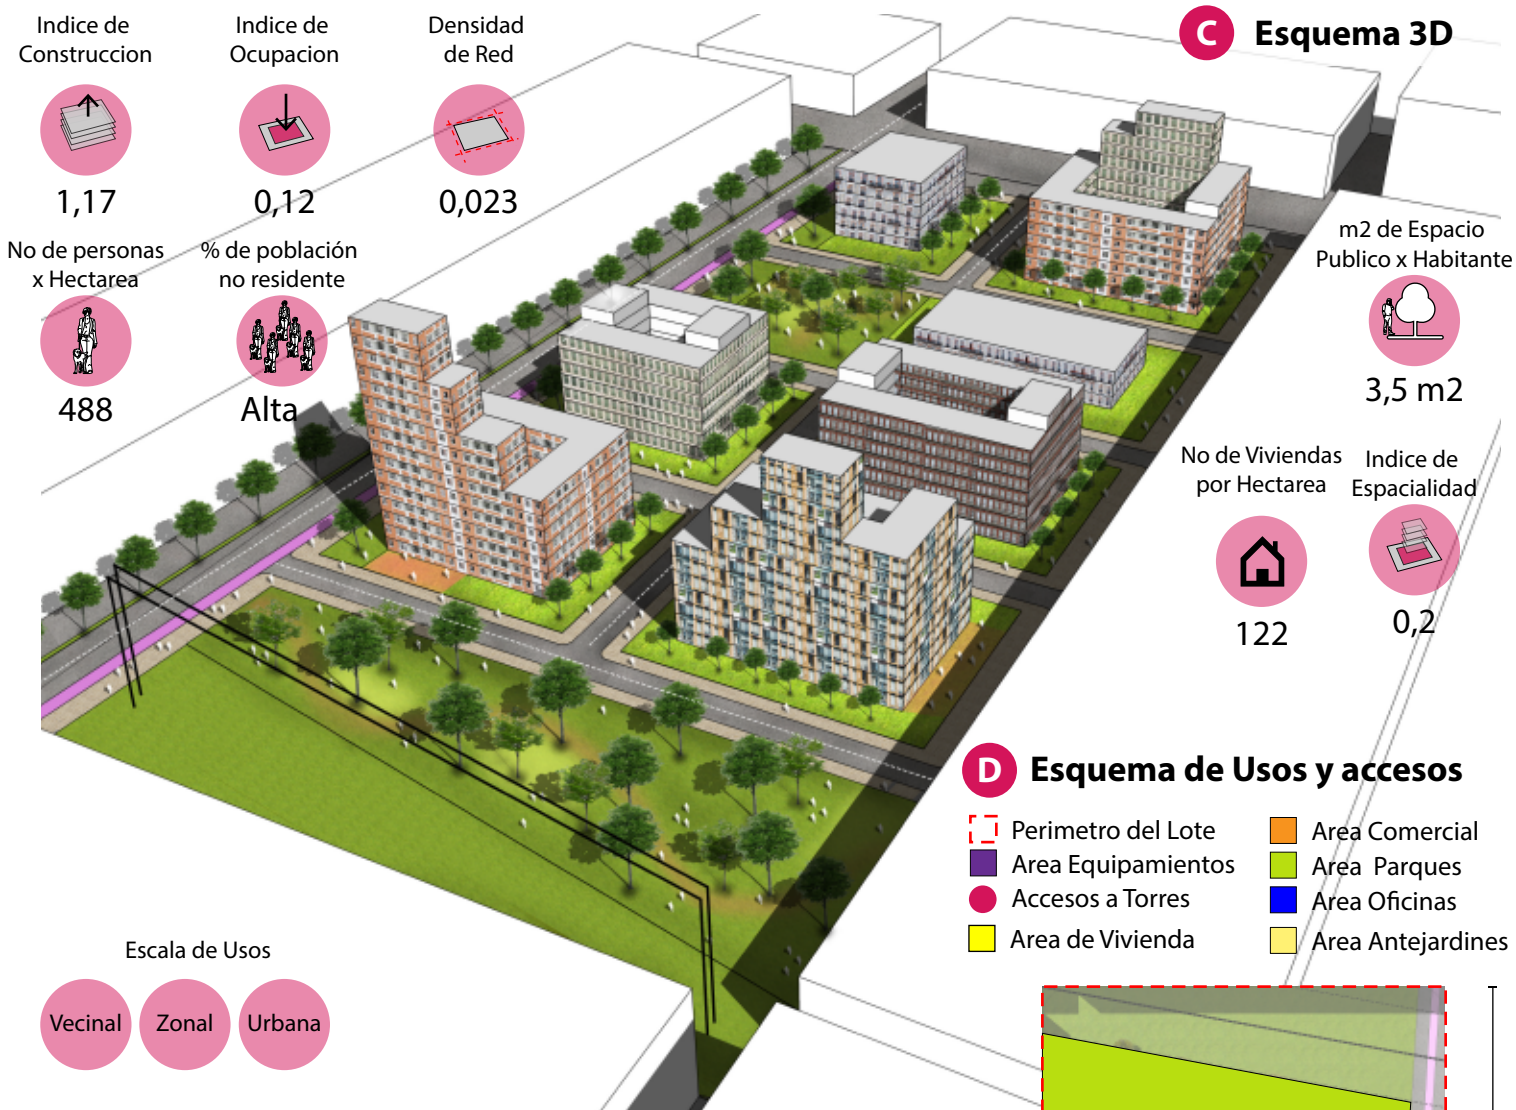 Indice de
Construccion
1,17
Indice de
Ocupacion
0,12
Densidad
de Red
0,023
No de personas
x Hectarea
488
% de población
no residente
Alta
C Esquema 3D
m2 de Espacio
Publico x Habitante
3,5 m2
No de Viviendas
por Hectarea
122
Indice de
Espacialidad
0,2
D Esquema de Usos y accesos
Perimetro del Lote
Area Equipamientos
Accesos a Torres
Area de Vivienda
Area Comercial
Area Parques
Area Oficinas
Area Antejardines
Escala de Usos
Vecinal
Zonal
Urbana